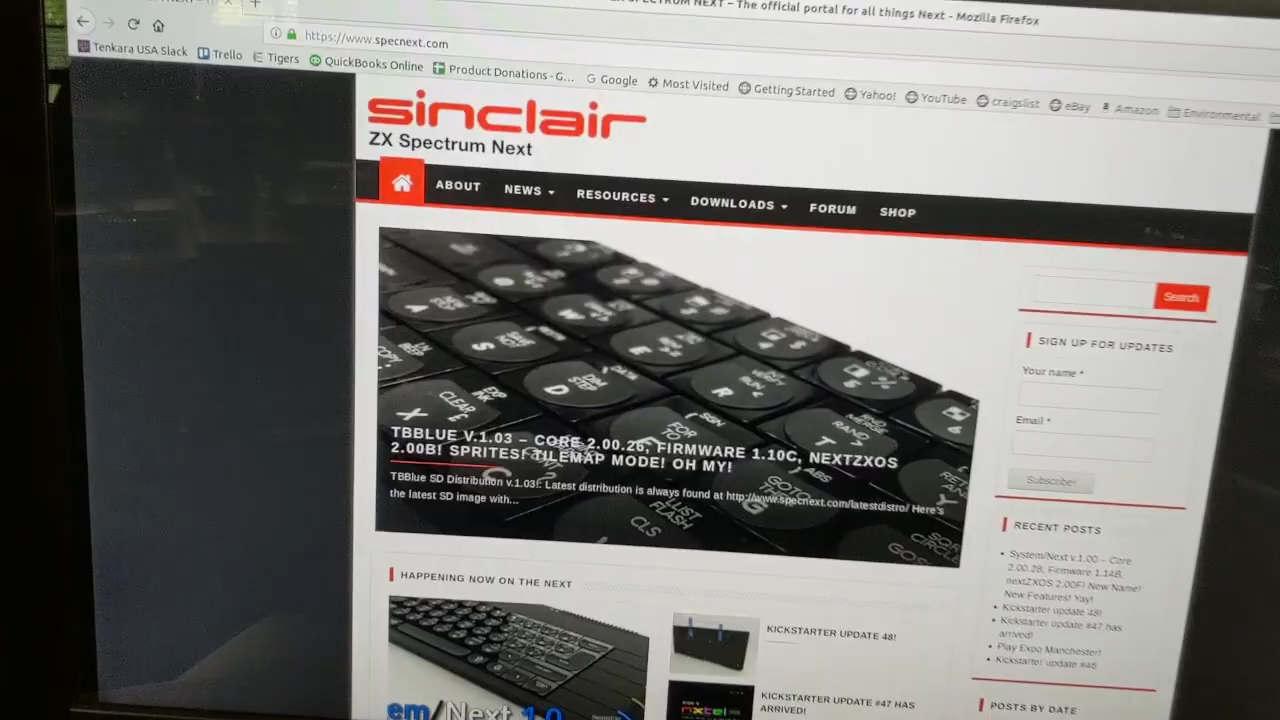 SPECTRUM NEXT – The official portal for all things Next - Mozilla Firefox
https://www.specnext.com
Tenkara USA Slack Trello Tigers QuickBooks Online Product Donations - G... Google Most Visited Getting Started Yahoo! YouTube craigslist eBay Amazon Environmental
sinclair
ZX Spectrum Next
ABOUT NEWS RESOURCES DOWNLOADS FORUM SHOP
Search
SIGN UP FOR UPDATES
Your name *
Email *
Subscribe!
TBBLUE V.1.03 – CORE 2.00.26, FIRMWARE 1.10C, NEXTZXOS
2.00B! SPRITES! TILEMAP MODE! OH MY!
TBBlue SD Distribution v.1.03!: Latest distribution is always found at http://www.specnext.com/latestdistro/ Here's
the latest SD image with...
RECENT POSTS
System/Next v.1.00 – Core
2.00.28, Firmware 1.14B,
nextZXOS 2.00F! New Name!
New Features! Yay!
Kickstarter update 48!
Kickstarter update #47 has
arrived!
Play Expo Manchester!
Kickstarter update #46
POSTS BY DATE
HAPPENING NOW ON THE NEXT
KICKSTARTER UPDATE 48!
KICKSTARTER UPDATE #47 HAS
ARRIVED!
em/Next 1.0